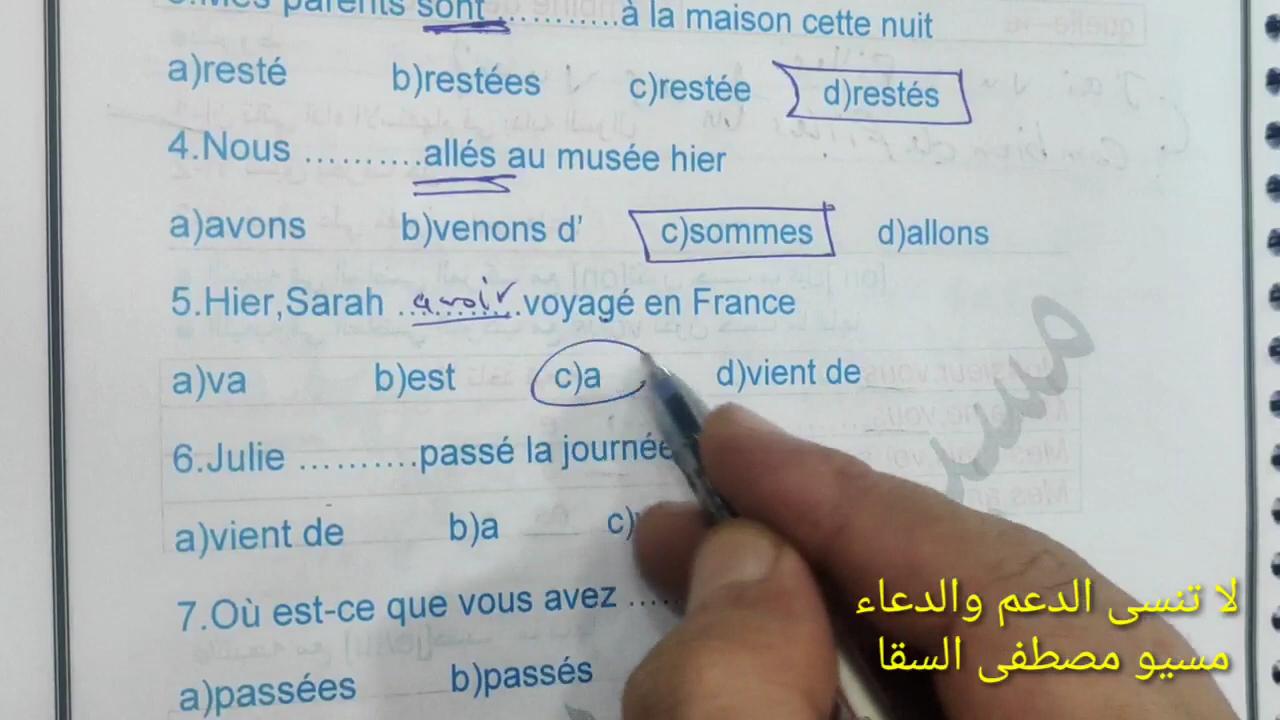 3.Mes parents sont ...........à la maison cette nuit
a)resté b)restées c)restée d)restés
4.Nous ..........allés au musée hier
a)avons b)venons d' c)sommes d)allons
5.Hier,Sarah avoir voyagé en France
a)va b)est c)a d)vient de
6.Julie ..........passé la journée
a)vient de b)a c)
7.Où est-ce que vous avez ....
a)passées b)passés
لا تنسى الدعم والدعاء
مسيو مصطفى السقا